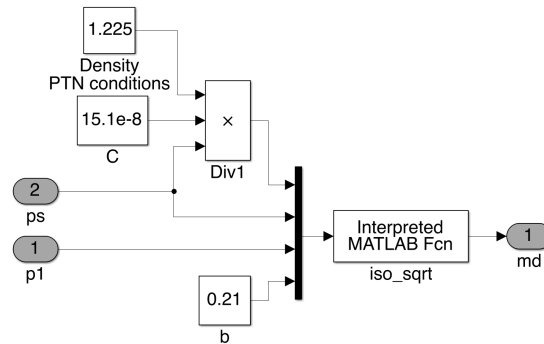 1.225
Density
PTN conditions
15.1e-8
C
×
Div1
2
ps
1
p1
0.21
b
Interpreted
MATLAB Fcn
iso_sqrt
1
md